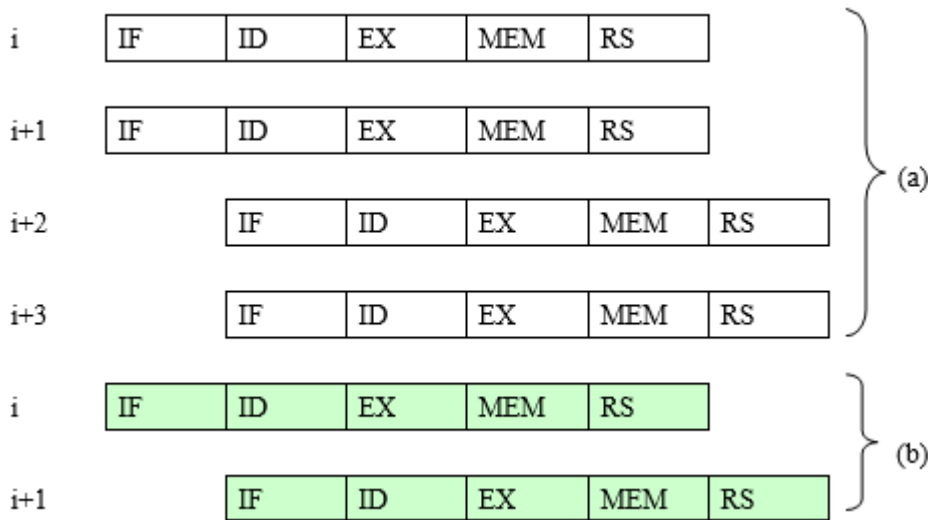 i IF ID EX MEM RS
i+1 IF ID EX MEM RS
(a)
i+2 IF ID EX MEM RS
i+3 IF ID EX MEM RS
i IF ID EX MEM RS
(b)
i+1 IF ID EX MEM RS